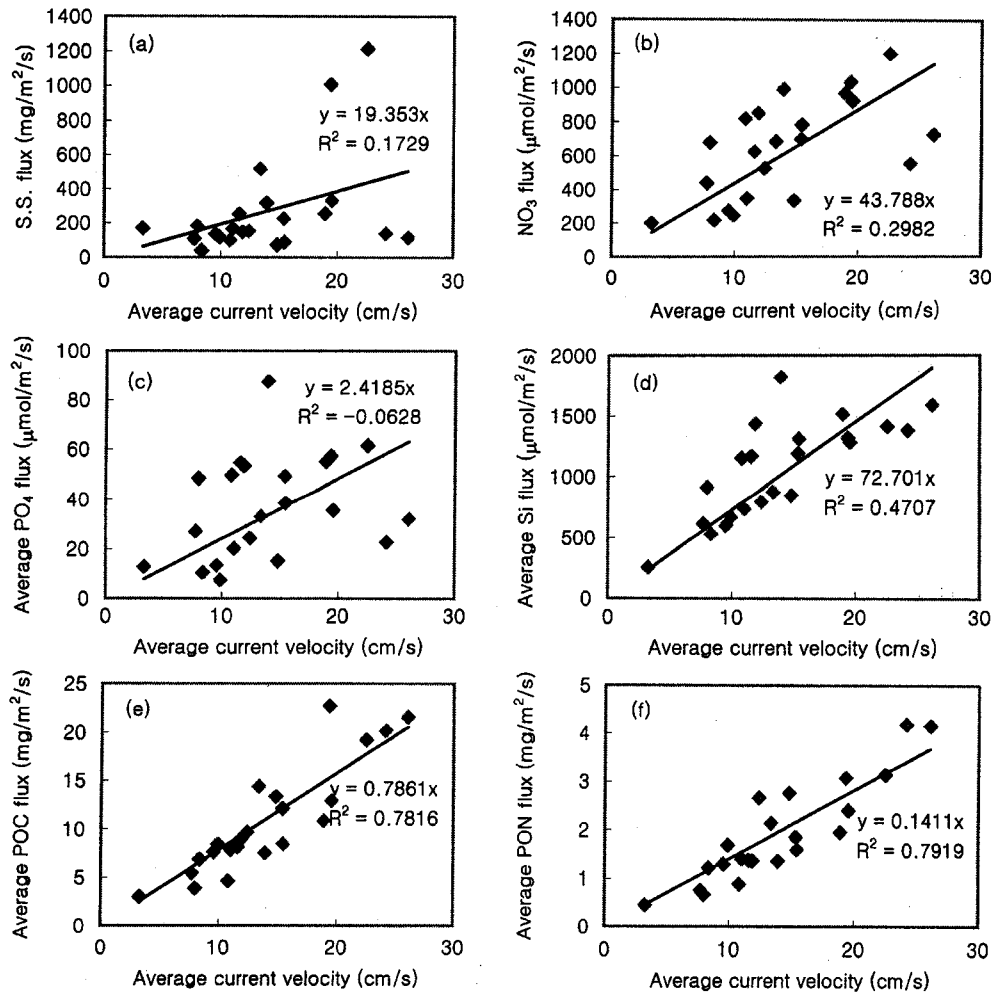 (a)
S.S. flux (mg/m²/s)
1400
1200
1000
800
600
400
200
0
y = 19.353x
R² = 0.1729
0 10 20 30
Average current velocity (cm/s)
(b)
NO₃ flux (μmol/m²/s)
1400
1200
1000
800
600
400
200
0
y = 43.788x
R² = 0.2982
0 10 20 30
Average current velocity (cm/s)
(c)
Average PO₄ flux (μmol/m²/s)
100
80
60
40
20
0
y = 2.4185x
R² = −0.0628
0 10 20 30
Average current velocity (cm/s)
(d)
Average Si flux (μmol/m²/s)
2000
1500
1000
500
0
y = 72.701x
R² = 0.4707
0 10 20 30
Average current velocity (cm/s)
(e)
Average POC flux (mg/m²/s)
25
20
15
10
5
0
y = 0.7861x
R² = 0.7816
0 10 20 30
Average current velocity (cm/s)
(f)
Average PON flux (mg/m²/s)
5
4
3
2
1
0
y = 0.1411x
R² = 0.7919
0 10 20 30
Average current velocity (cm/s)